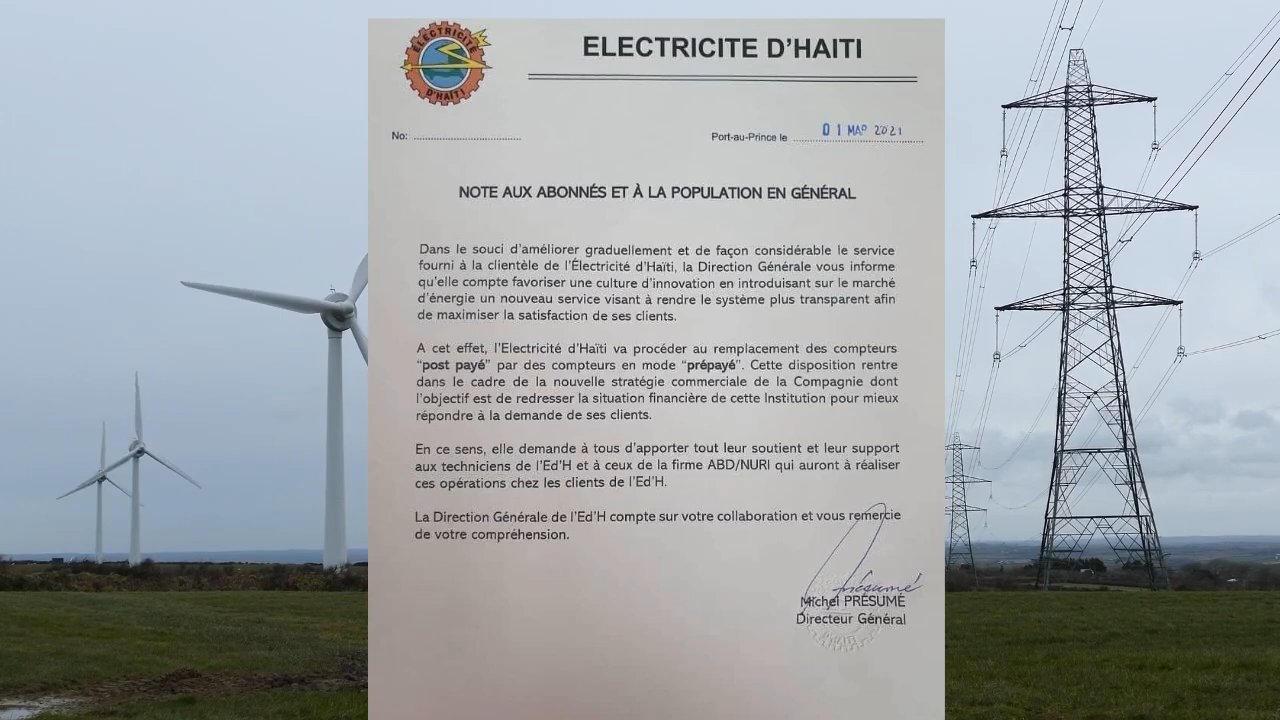 ÉLECTRICITÉ
D'HAÏTI
ELECTRICITE D'HAITI
No: ....................................
Port-au-Prince le 01 MAR 2021
NOTE AUX ABONNÉS ET À LA POPULATION EN GÉNÉRAL
Dans le souci d'améliorer graduellement et de façon considérable le service
fourni à la clientèle de l'Électricité d'Haïti, la Direction Générale vous informe
qu'elle compte favoriser une culture d'innovation en introduisant sur le marché
d'énergie un nouveau service visant à rendre le système plus transparent afin
de maximiser la satisfaction de ses clients.
A cet effet, l'Electricité d'Haïti va procéder au remplacement des compteurs
"post payé" par des compteurs en mode "prépayé". Cette disposition rentre
dans le cadre de la nouvelle stratégie commerciale de la Compagnie dont
l'objectif est de redresser la situation financière de cette Institution pour mieux
répondre à la demande de ses clients.
En ce sens, elle demande à tous d'apporter tout leur soutient et leur support
aux techniciens de l'Ed'H et à ceux de la firme ABD/NURI qui auront à réaliser
ces opérations chez les clients de l'Ed'H.
La Direction Générale de l'Ed'H compte sur votre collaboration et vous remercie
de votre compréhension.
Présumé
Michel PRÉSUMÉ
Directeur Général